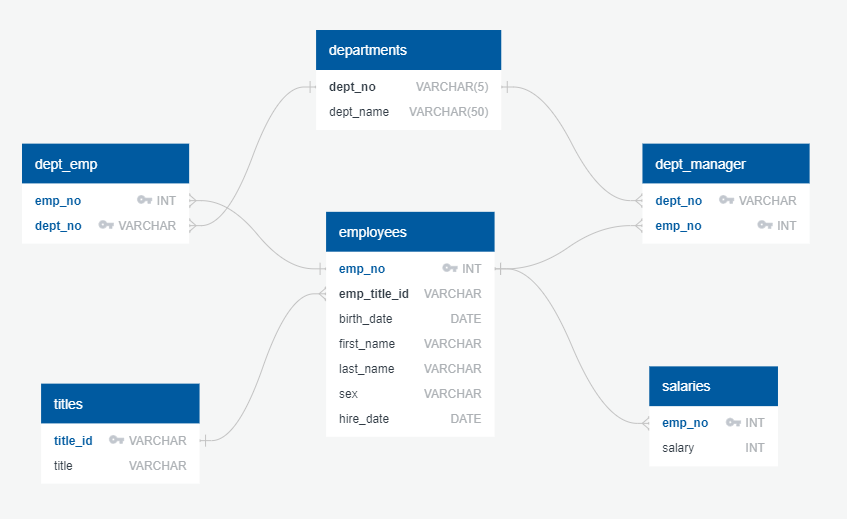 departments
dept_no VARCHAR(5)
dept_name VARCHAR(50)
dept_emp
emp_no INT
dept_no VARCHAR
dept_manager
dept_no VARCHAR
emp_no INT
employees
emp_no INT
emp_title_id VARCHAR
birth_date DATE
first_name VARCHAR
last_name VARCHAR
sex VARCHAR
hire_date DATE
titles
title_id VARCHAR
title VARCHAR
salaries
emp_no INT
salary INT